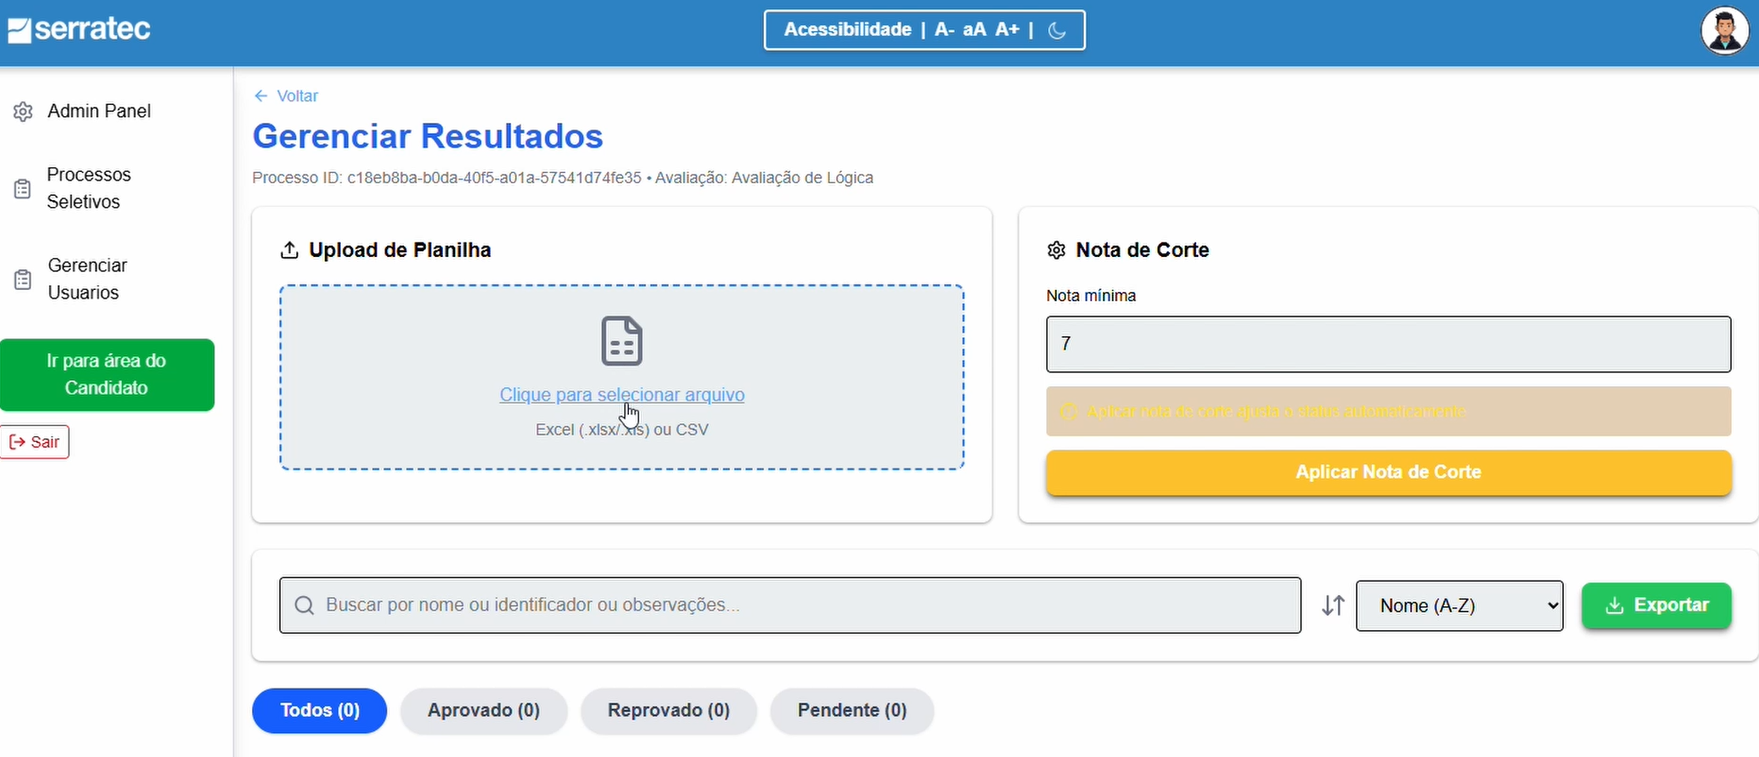 serratec
Acessibilidade | A- aA A+ |
Admin Panel
Processos
Seletivos
Gerenciar
Usuarios
Ir para área do
Candidato
Sair
Voltar
Gerenciar Resultados
Processo ID: c18eb8ba-b0da-40f5-a01a-57541d74fe35 • Avaliação: Avaliação de Lógica
Upload de Planilha
Clique para selecionar arquivo
Excel (.xlsx/.xls) ou CSV
Nota de Corte
Nota mínima
7
Aplicar nota de corte ajusta o status automaticamente
Aplicar Nota de Corte
Buscar por nome ou identificador ou observações...
Nome (A-Z)
Exportar
Todos (0)
Aprovado (0)
Reprovado (0)
Pendente (0)